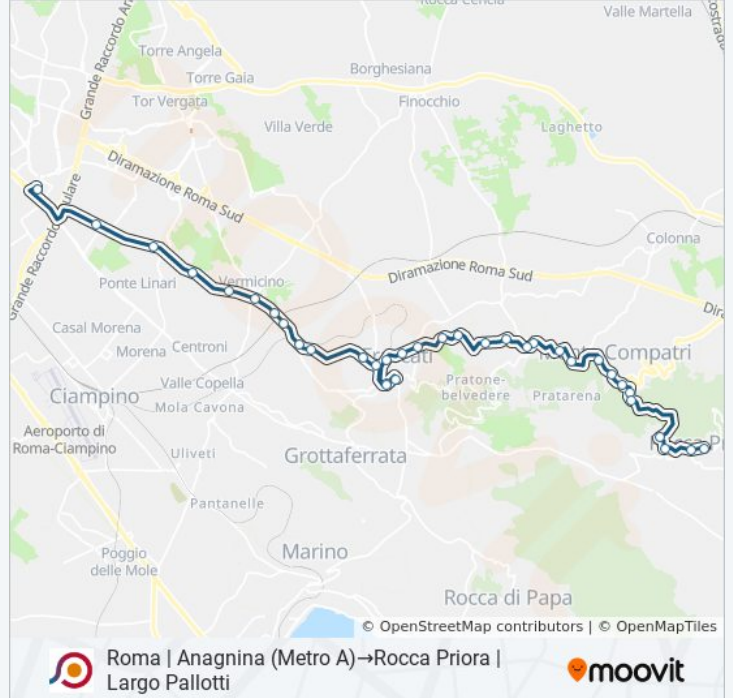 Rocca Cencia
Valle Martella
Torre Angela
Borghesiana
Torre Gaia
Tor Vergata
Finocchio
Villa Verde
Laghetto
Diramazione Roma Sud
Colonna
Diramazione Roma Sud
Ponte Linari
Vermicino
Casal Morena
Morena
Centroni
Compatri
Valle Copella
Pratone-
belvedere
Pratarena
Ciampino
Mola Cavona
Aeroporto di
Roma-Ciampino
Uliveti
Grottaferrata
Pantanelle
Marino
Poggio
delle Mole
Rocca di Papa
© OpenStreetMap contributors | © OpenMapTiles
Roma | Anagnina (Metro A)→Rocca Priora |
Largo Pallotti
moovit